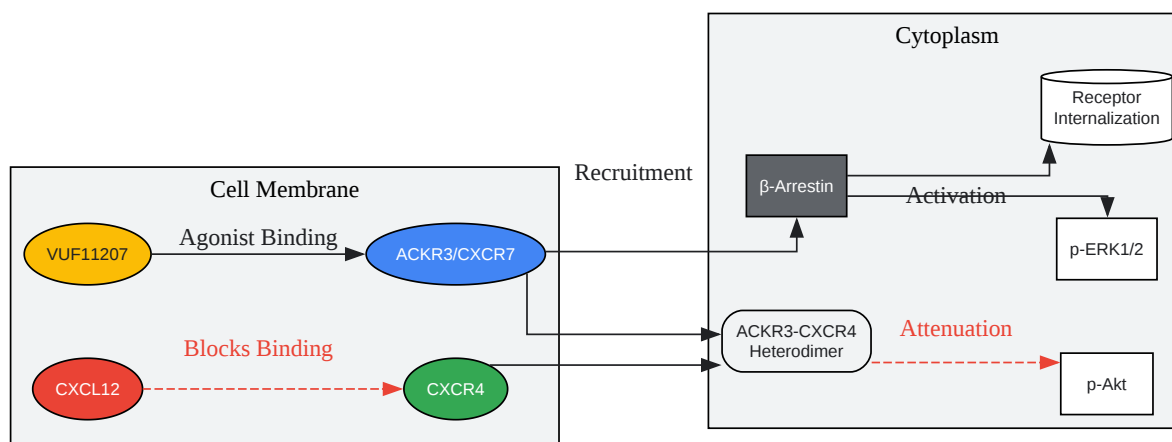 Cytoplasm
Receptor
Internalization
Recruitment
β-Arrestin
Activation
Cell Membrane
Agonist Binding
VUF11207
ACKR3/CXCR7
p-ERK1/2
ACKR3-CXCR4
Heterodimer
Attenuation
Blocks Binding
CXCL12
CXCR4
p-Akt